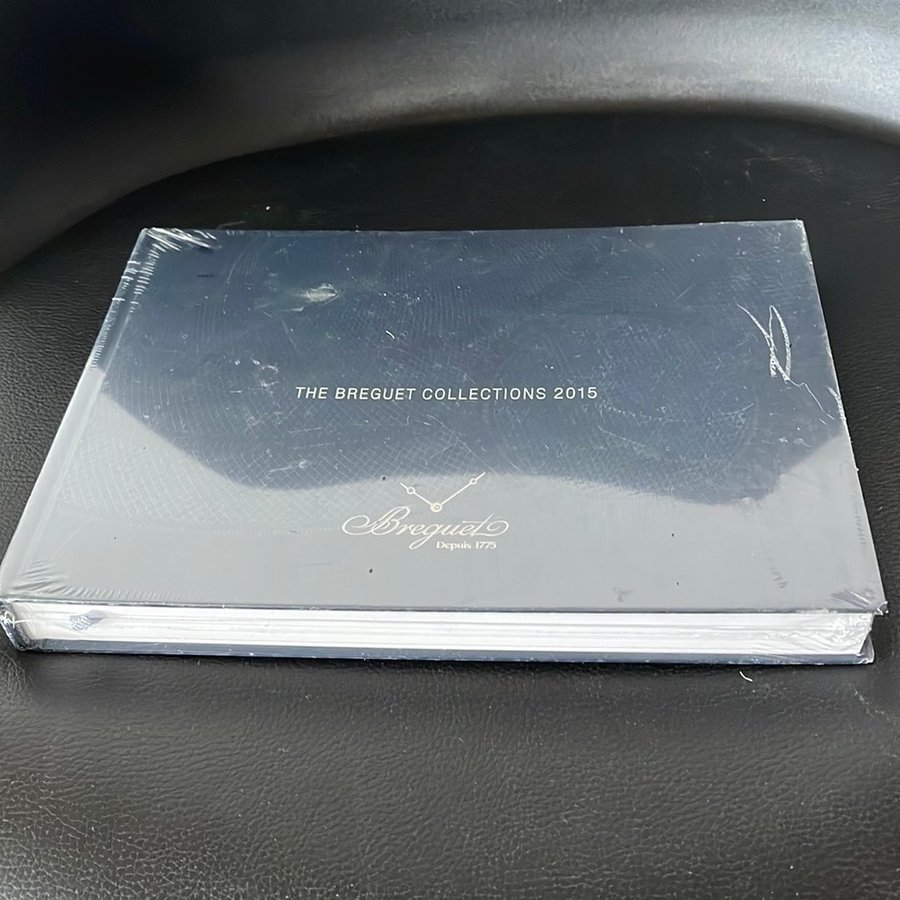 THE BREGUET COLLECTIONS 2015
Breguet
Depuis 1775